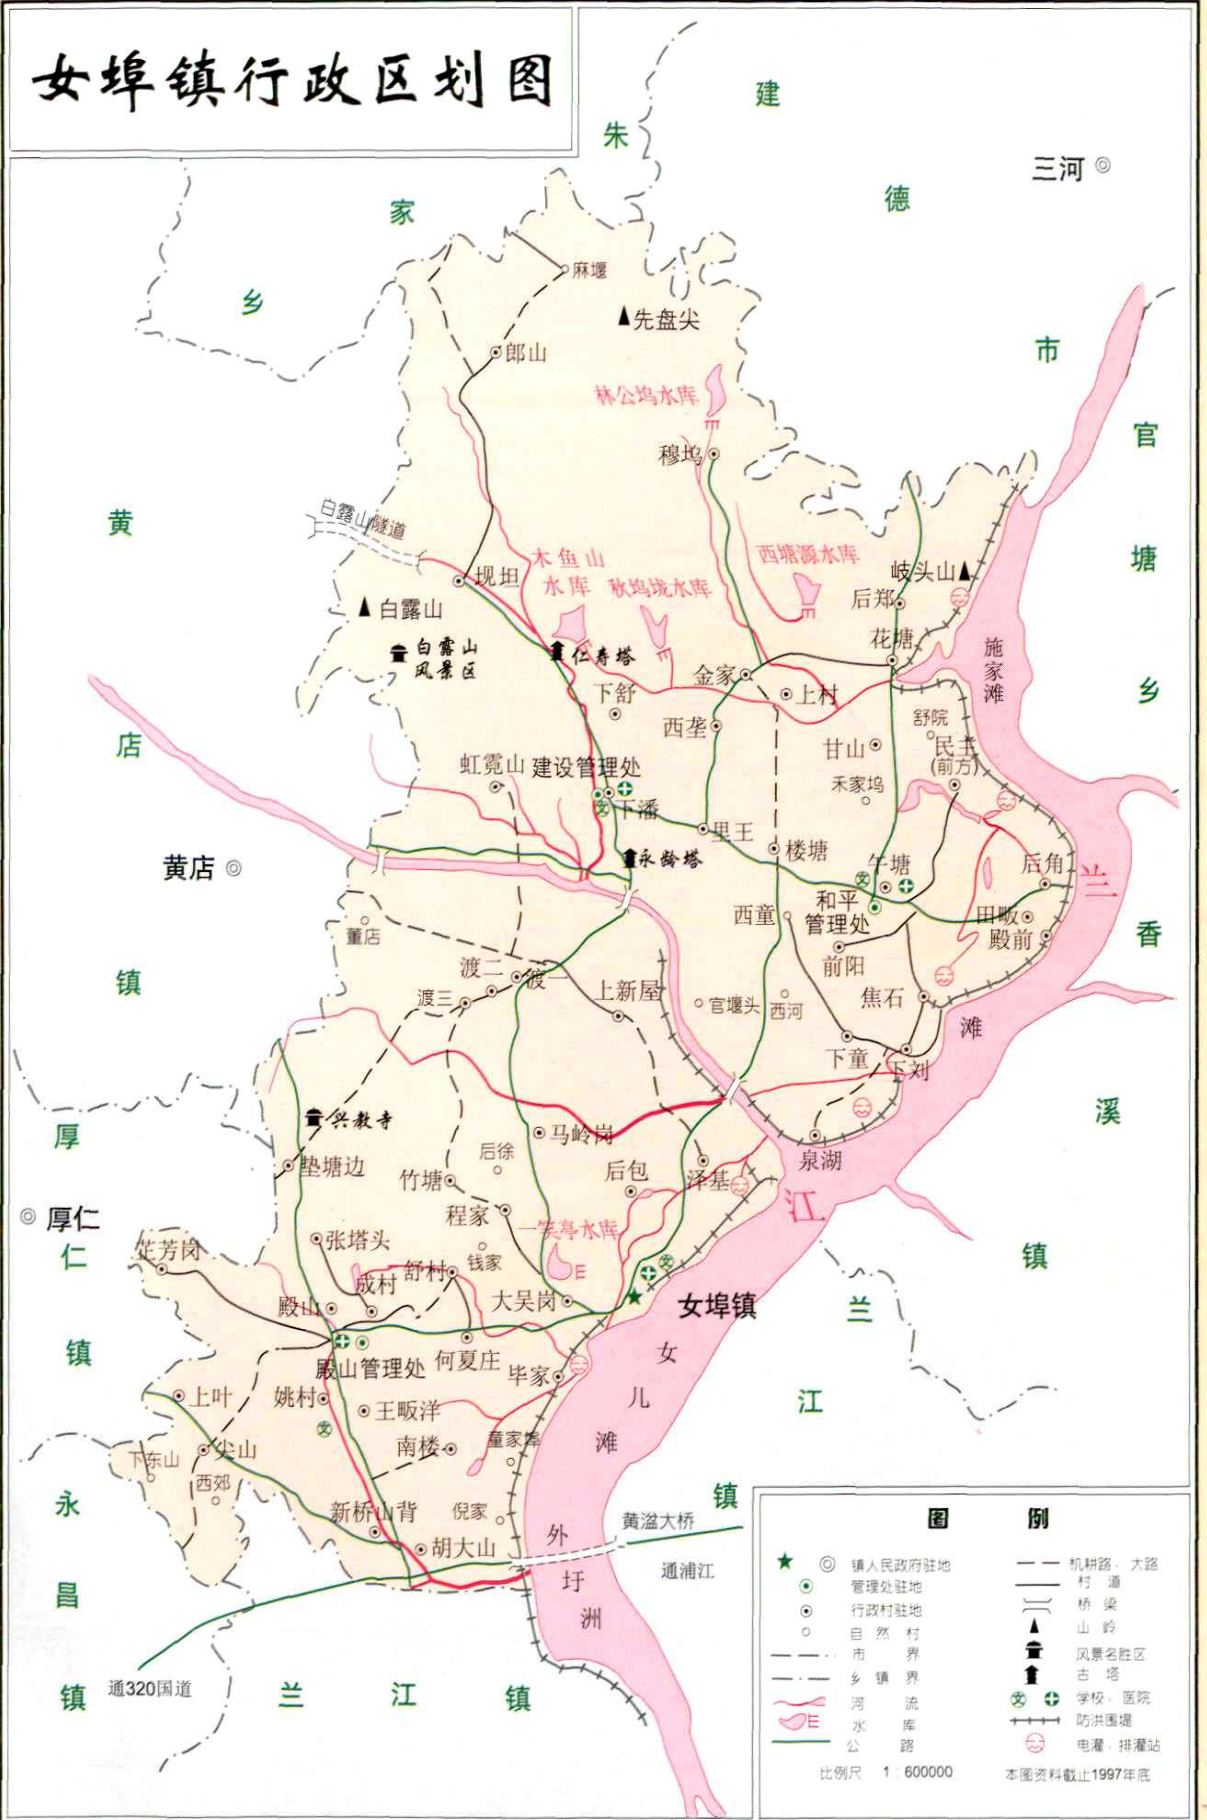 女埠镇行政区划图
朱
建
三河
家
德
乡
麻堰
先盘尖
郎山
市
林公坞水库
官
穆坞
黄
白露山隧道
木鱼山
水库
秋坞垅水库
西塘源水库
塘
岐头山
现坦
后郑
白露山
花塘
白露山
风景区
仁寿塔
施家滩
金家
下舒
上村
乡
西垄
舒院
店
甘山
民主
(前方)
虹霓山
建设管理处
禾家坞
下潘
里王
楼塘
永龄塔
黄店
午塘
后角
兰
和平
管理处
西童
田畈
香
董店
殿前
前阳
渡二
渡一
镇
上新屋
焦石
渡三
官堰头
西河
滩
下童
下刘
溪
兴教寺
厚
马岭岗
后徐
泉湖
垫塘边
竹塘
后包
泽基
江
厚仁
程家
一笑亭水库
仁
芷芳岗
张塔头
钱家
镇
舒村
成村
大吴岗
殿山
女埠镇
兰
镇
殿山管理处
何夏庄
女
毕家
儿
上叶
姚村
王畈洋
江
滩
童家埠
南楼
尖山
下东山
西郊
永
镇
新桥山背
倪家
黄湓大桥
外
胡大山
通浦江
圩
昌
洲
镇
通320国道
兰
江
镇
图 例
镇人民政府驻地
机耕路、大路
管理处驻地
村 道
行政村驻地
桥 梁
自 然 村
山 岭
市 界
风景名胜区
乡 镇 界
古 塔
河 流
学校、医院
水 库
防洪围堤
公 路
电灌、排灌站
比例尺 1：600000
本图资料截止1997年底